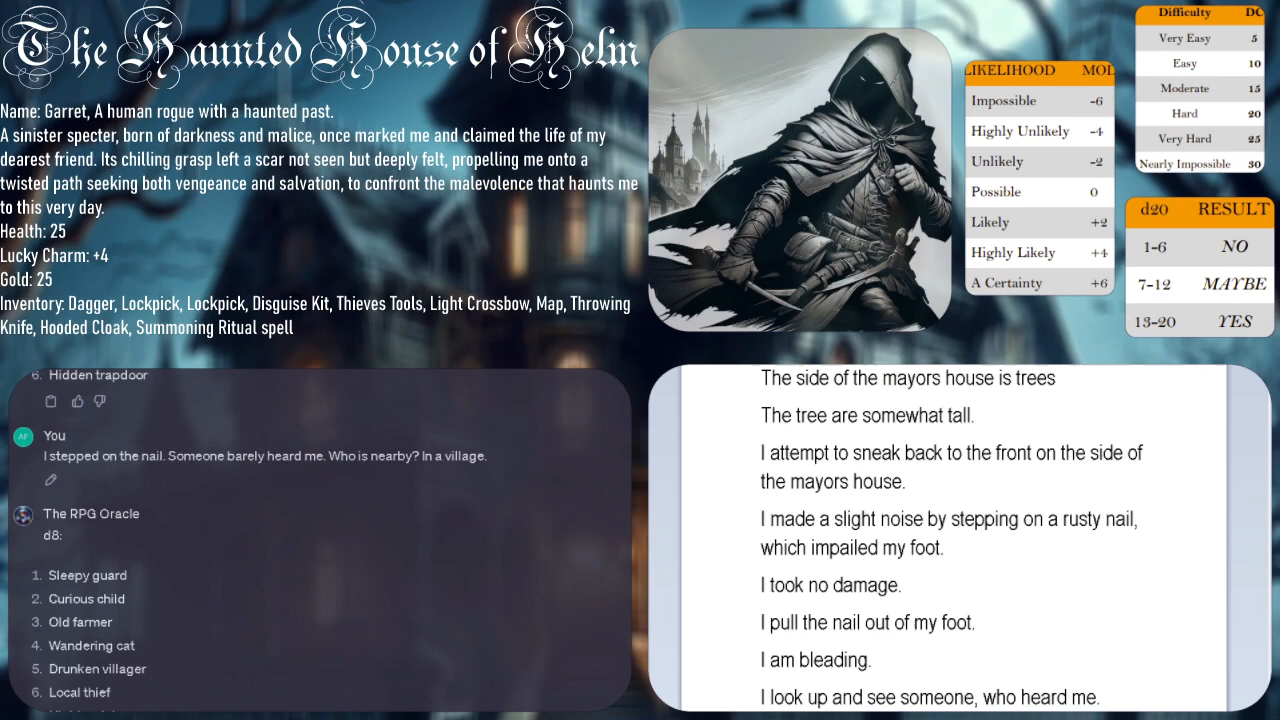 The Haunted House of Helm
Name: Garret, A human rogue with a haunted past.
A sinister specter, born of darkness and malice, once marked me and claimed the life of my
dearest friend. Its chilling grasp left a scar not seen but deeply felt, propelling me onto a
twisted path seeking both vengeance and salvation, to confront the malevolence that haunts me
to this very day.
Health: 25
Lucky Charm: +4
Gold: 25
Inventory: Dagger, Lockpick, Lockpick, Disguise Kit, Thieves Tools, Light Crossbow, Map, Throwing
Knife, Hooded Cloak, Summoning Ritual spell
LIKELIHOOD MOD
Impossible -6
Highly Unlikely -4
Unlikely -2
Possible 0
Likely +2
Highly Likely +4
A Certainty +6
Difficulty DC
Very Easy 5
Easy 10
Moderate 15
Hard 20
Very Hard 25
Nearly Impossible 30
d20 RESULT
1-6 NO
7-12 MAYBE
13-20 YES
6. Hidden trapdoor
AF You
I stepped on the nail. Someone barely heard me. Who is nearby? In a village.
The RPG Oracle
d8:
1. Sleepy guard
2. Curious child
3. Old farmer
4. Wandering cat
5. Drunken villager
6. Local thief
The side of the mayors house is trees
The tree are somewhat tall.
I attempt to sneak back to the front on the side of
the mayors house.
I made a slight noise by stepping on a rusty nail,
which impailed my foot.
I took no damage.
I pull the nail out of my foot.
I am bleading.
I look up and see someone, who heard me.